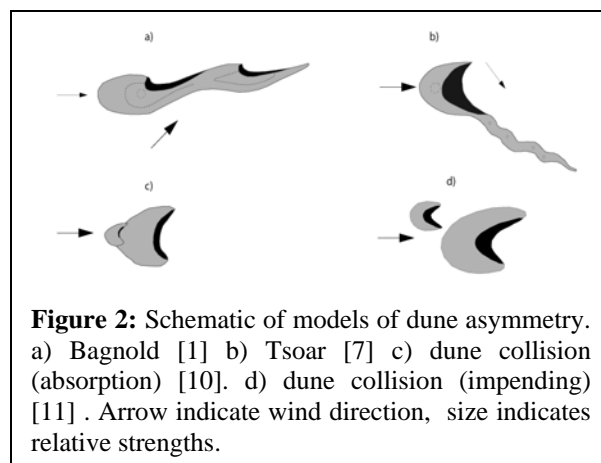 a)
b)
c)
d)
Figure 2: Schematic of models of dune asymmetry.
a) Bagnold [1] b) Tsoar [7] c) dune collision
(absorption) [10]. d) dune collision (impending)
[11] . Arrow indicate wind direction, size indicates
relative strengths.